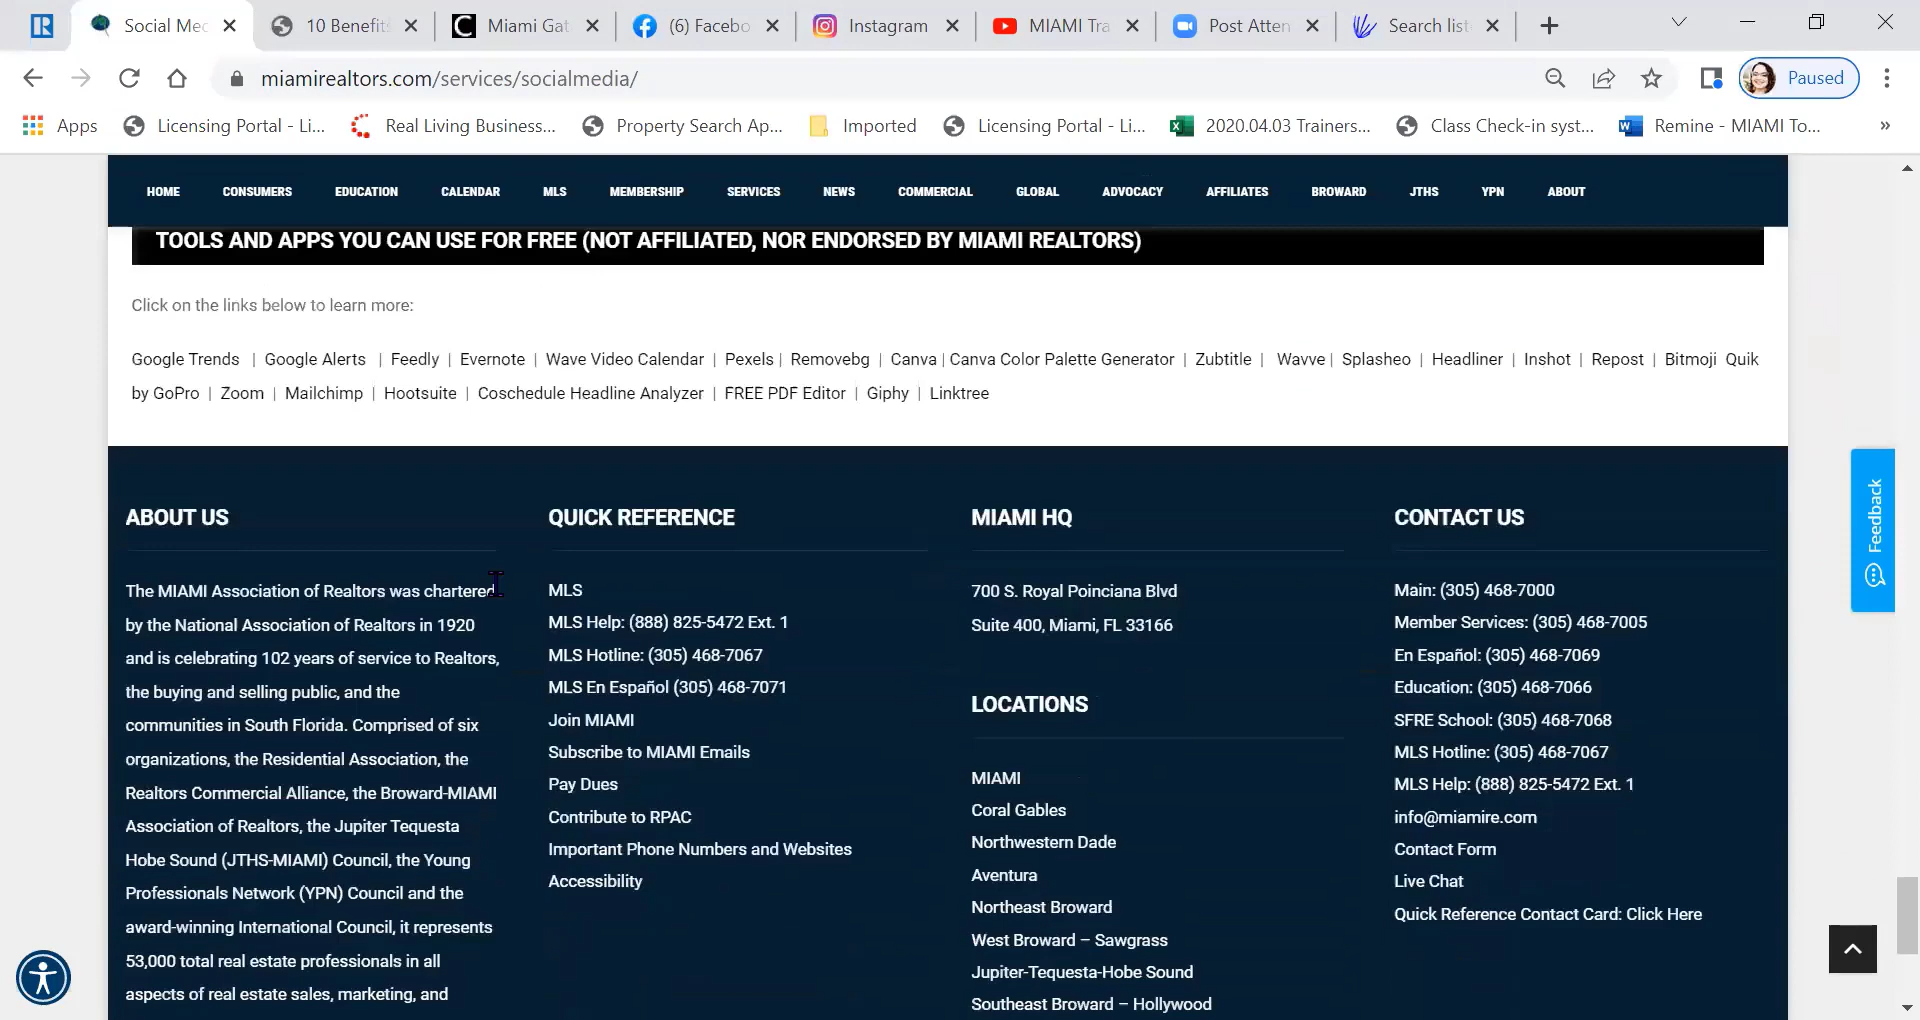 Social Mec
10 Benefits
Miami Gat
(6) Facebo
Instagram
MIAMI Tra
Post Atten
Search list
miamirealtors.com/services/socialmedia/
Paused
Apps
Licensing Portal - Li...
Real Living Business...
Property Search Ap...
Imported
Licensing Portal - Li...
2020.04.03 Trainers...
Class Check-in syst...
Remine - MIAMI To...
»
HOME CONSUMERS EDUCATION CALENDAR MLS MEMBERSHIP SERVICES NEWS COMMERCIAL GLOBAL ADVOCACY AFFILIATES BROWARD JTHS YPN ABOUT
TOOLS AND APPS YOU CAN USE FOR FREE (NOT AFFILIATED, NOR ENDORSED BY MIAMI REALTORS)
Click on the links below to learn more:
Google Trends | Google Alerts | Feedly | Evernote | Wave Video Calendar | Pexels | Removebg | Canva | Canva Color Palette Generator | Zubtitle | Wavve | Splasheo | Headliner | Inshot | Repost | Bitmoji Quik
by GoPro | Zoom | Mailchimp | Hootsuite | Coschedule Headline Analyzer | FREE PDF Editor | Giphy | Linktree
ABOUT US
The MIAMI Association of Realtors was chartered
by the National Association of Realtors in 1920
and is celebrating 102 years of service to Realtors,
the buying and selling public, and the
communities in South Florida. Comprised of six
organizations, the Residential Association, the
Realtors Commercial Alliance, the Broward-MIAMI
Association of Realtors, the Jupiter Tequesta
Hobe Sound (JTHS-MIAMI) Council, the Young
Professionals Network (YPN) Council and the
award-winning International Council, it represents
53,000 total real estate professionals in all
aspects of real estate sales, marketing, and
QUICK REFERENCE
MLS
MLS Help: (888) 825-5472 Ext. 1
MLS Hotline: (305) 468-7067
MLS En Español (305) 468-7071
Join MIAMI
Subscribe to MIAMI Emails
Pay Dues
Contribute to RPAC
Important Phone Numbers and Websites
Accessibility
MIAMI HQ
700 S. Royal Poinciana Blvd
Suite 400, Miami, FL 33166
LOCATIONS
MIAMI
Coral Gables
Northwestern Dade
Aventura
Northeast Broward
West Broward – Sawgrass
Jupiter-Tequesta-Hobe Sound
Southeast Broward – Hollywood
CONTACT US
Main: (305) 468-7000
Member Services: (305) 468-7005
En Español: (305) 468-7069
Education: (305) 468-7066
SFRE School: (305) 468-7068
MLS Hotline: (305) 468-7067
MLS Help: (888) 825-5472 Ext. 1
info@miamire.com
Contact Form
Live Chat
Quick Reference Contact Card: Click Here
Feedback